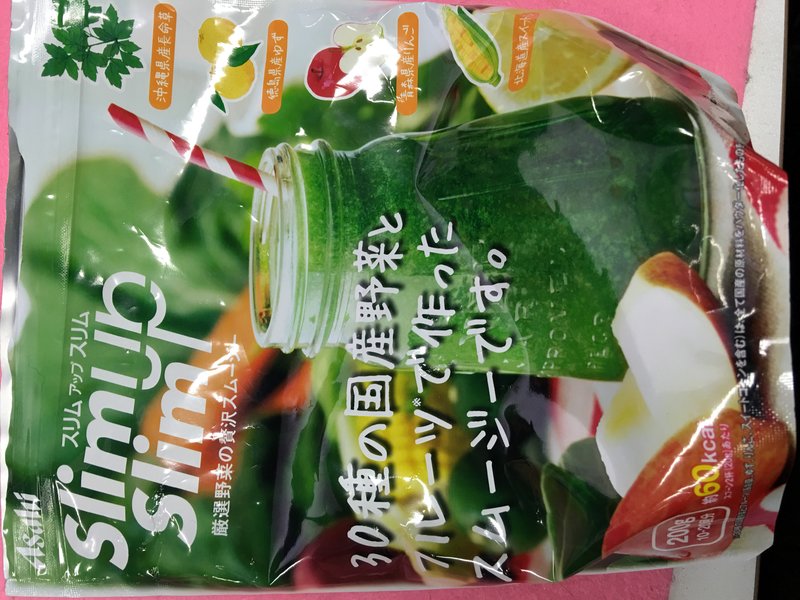 沖縄県産長命草
徳島県産ゆず
青森県産りんご
北海道産スイート
Asahi
スリムアップスリム
Slim up
Slim
厳選野菜の贅沢スムージー
30種の国産野菜と
フルーツ※で作った
スムージーです。
200g
約60kcal